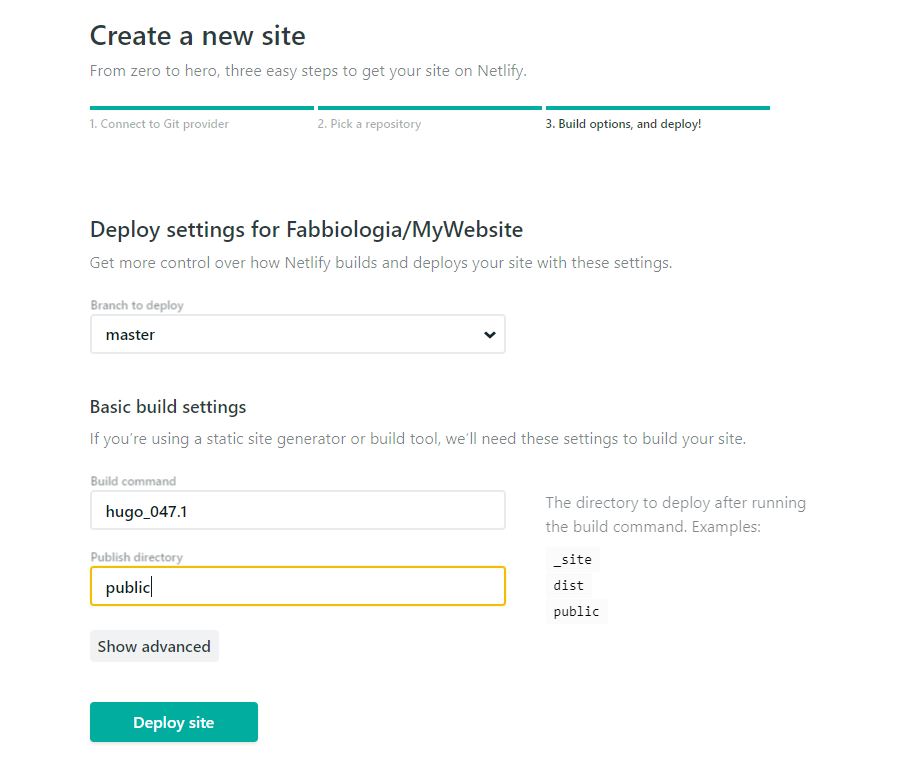 Create a new site
From zero to hero, three easy steps to get your site on Netlify.
1. Connect to Git provider
2. Pick a repository
3. Build options, and deploy!
Deploy settings for Fabbiologia/MyWebsite
Get more control over how Netlify builds and deploys your site with these settings.
Branch to deploy
master
Basic build settings
If you're using a static site generator or build tool, we'll need these settings to build your site.
Build command
hugo_047.1
Publish directory
public
The directory to deploy after running
the build command. Examples:
_site
dist
public
Show advanced
Deploy site